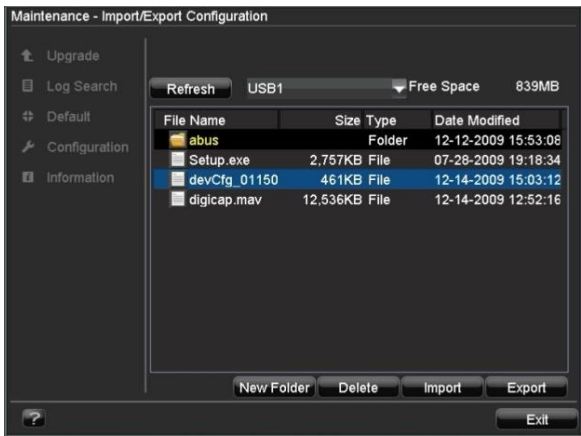 Maintenance - Import/Export Configuration
Upgrade
Log Search
Default
Configuration
Information
Refresh USB1 Free Space 839MB
File Name Size Type Date Modified
abus Folder 12-12-2009 15:53:08
Setup.exe 2,757KB File 07-28-2009 19:18:34
devCfg_01150 461KB File 12-14-2009 15:03:12
digicap.mav 12,536KB File 12-14-2009 12:52:16
New Folder Delete Import Export
? Exit